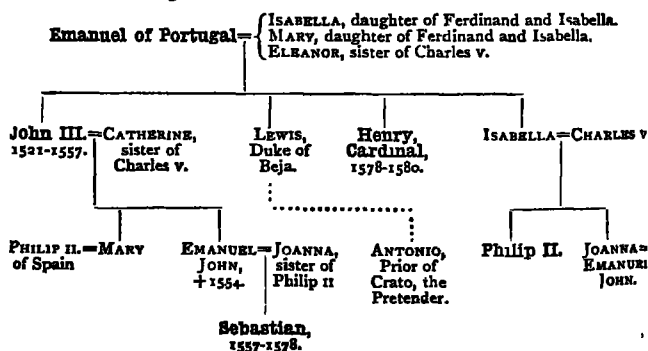 Emanuel of Portugal=
ISABELLA, daughter of Ferdinand and Isabella.
MARY, daughter of Ferdinand and Isabella.
ELEANOR, sister of Charles V.
John III.=CATHERINE,
1521-1557. sister of
Charles V.
LEWIS,
Duke of
Beja.
Henry,
Cardinal,
1578-1580.
ISABELLA=CHARLES V
PHILIP II.=MARY
of Spain
EMANUEL=JOANNA,
JOHN, sister of
+1554. Philip II
ANTONIO,
Prior of
Crato, the
Pretender.
Philip II.
JOANNA=
EMANUEL
JOHN.
Sebastian,
1557-1578.